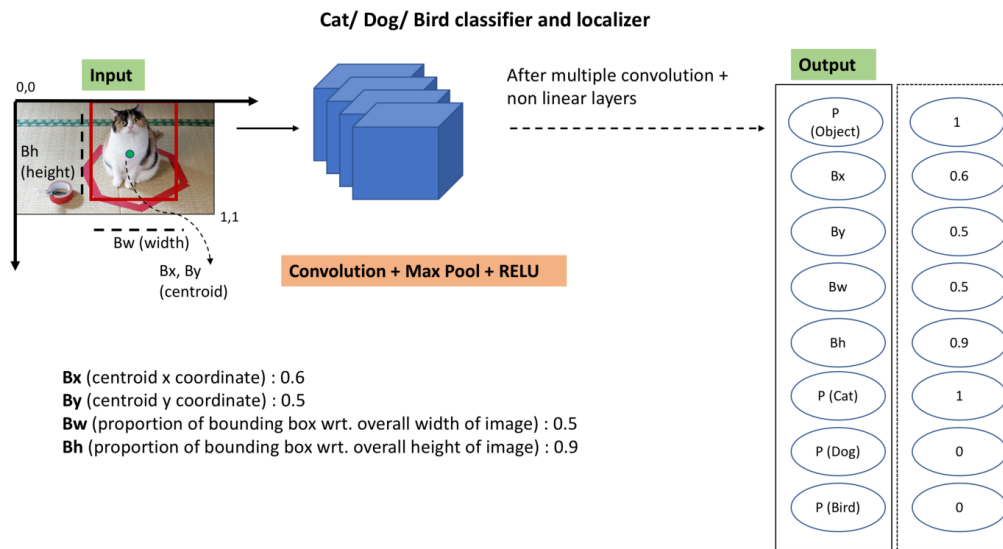 Cat/ Dog/ Bird classifier and localizer
Input
0,0
Bh
(height)
1,1
Bw (width)
Bx, By
(centroid)
After multiple convolution +
non linear layers
Convolution + Max Pool + RELU
Output
P
(Object)
1
Bx
0.6
By
0.5
Bw
0.5
Bh
0.9
P (Cat)
1
P (Dog)
0
P (Bird)
0
Bx (centroid x coordinate) : 0.6
By (centroid y coordinate) : 0.5
Bw (proportion of bounding box wrt. overall width of image) : 0.5
Bh (proportion of bounding box wrt. overall height of image) : 0.9